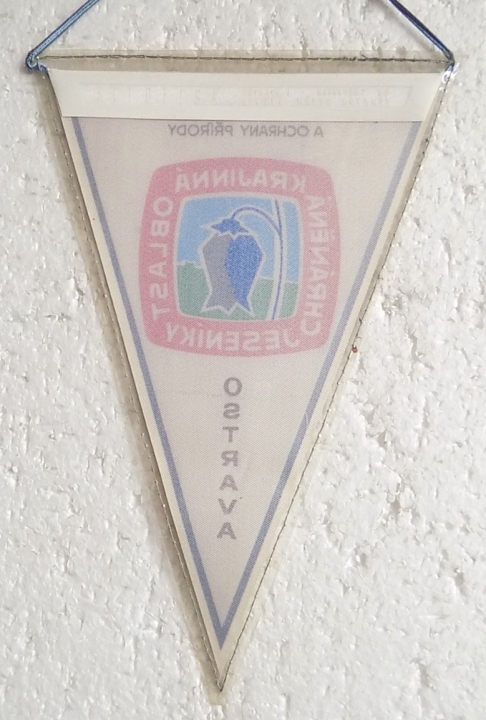 A OCHRANY PŘÍRODY
CHRÁNĚNÁ
KRAJINNÁ
OBLAST
JESENÍKY
OSTRAVA